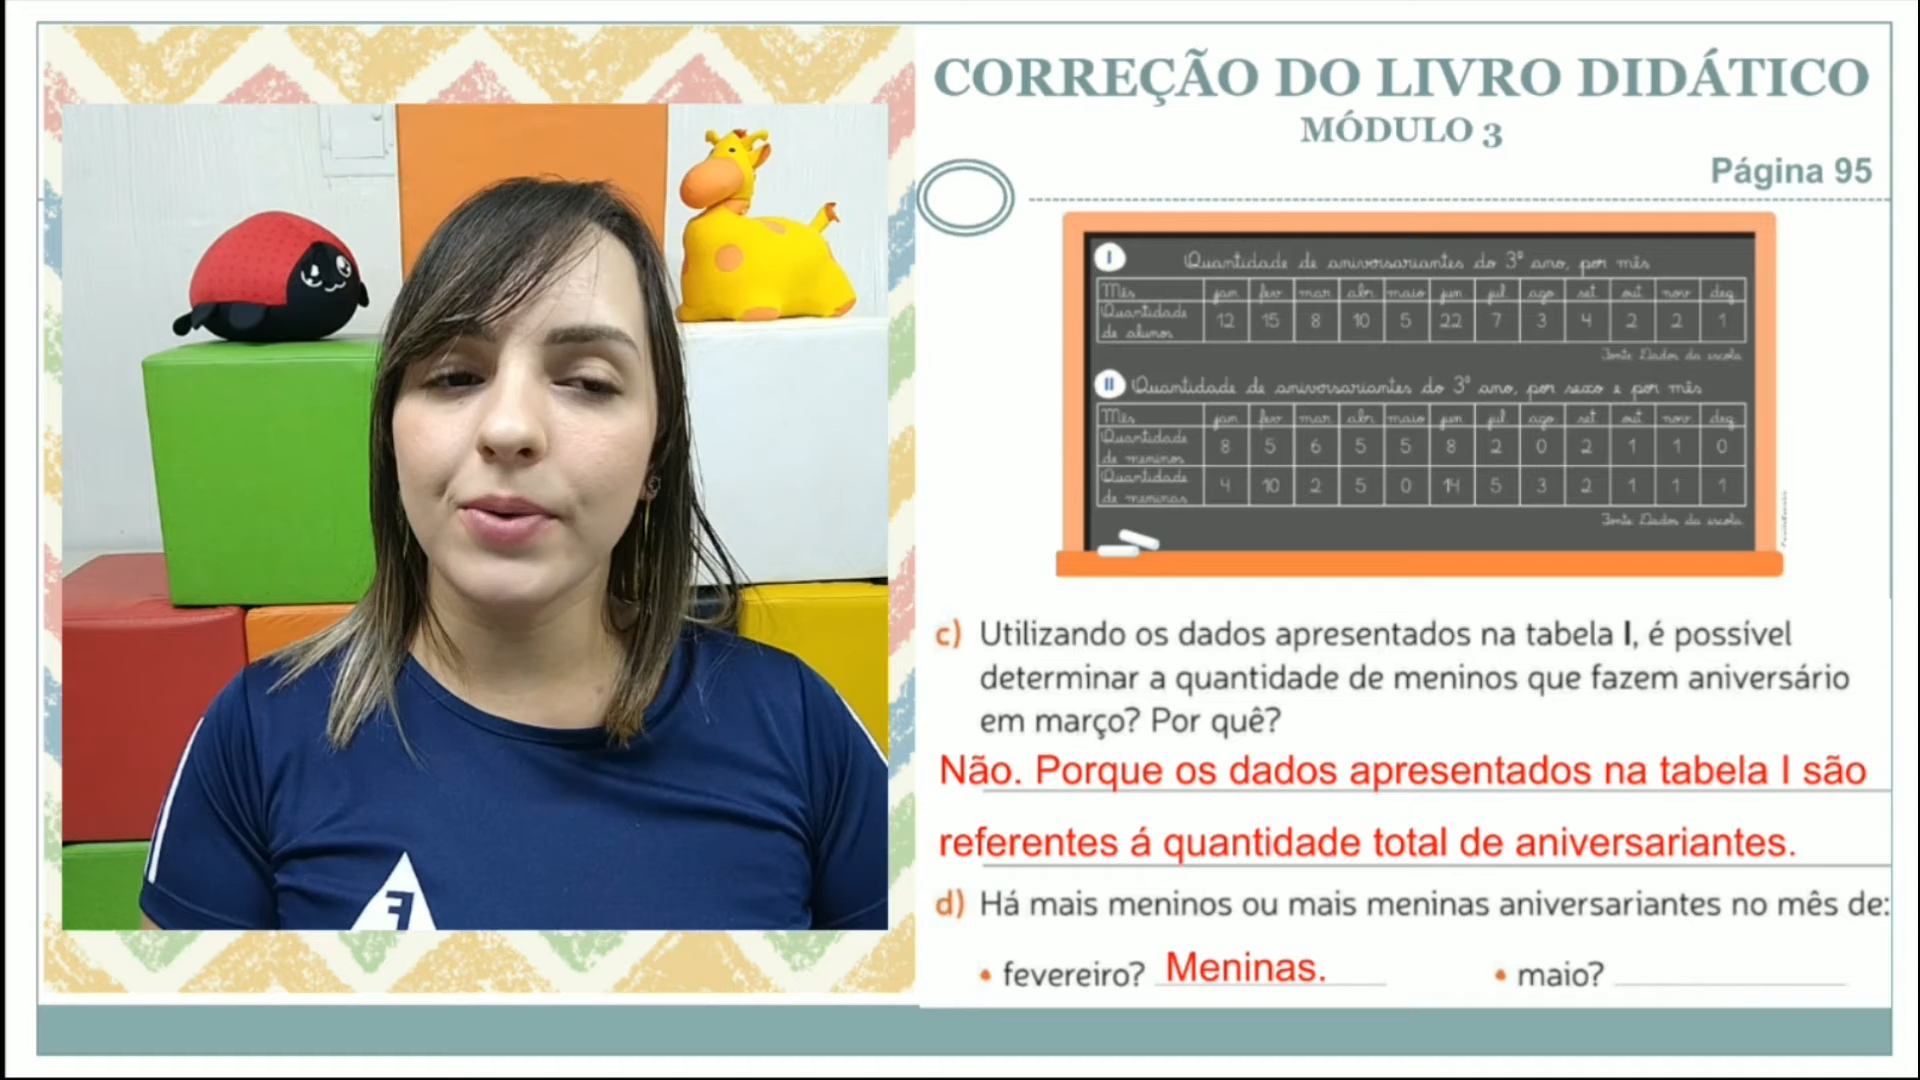 CORREÇÃO DO LIVRO DIDÁTICO
MÓDULO 3
Página 95
I Quantidade de aniversariantes do 3º ano, por mês
Mês jan fev mar abr maio jun jul ago set out nov dez
Quantidade de alunos 12 15 8 10 5 22 7 3 4 2 2 1
Fonte: Dados da escola
II Quantidade de aniversariantes do 3º ano, por sexo e por mês
Mês jan fev mar abr maio jun jul ago set out nov dez
Quantidade de meninos 8 5 6 5 5 8 2 0 2 1 1 0
Quantidade de meninas 4 10 2 5 0 14 5 3 2 1 1 1
Fonte: Dados da escola
c) Utilizando os dados apresentados na tabela I, é possível
determinar a quantidade de meninos que fazem aniversário
em março? Por quê?
Não. Porque os dados apresentados na tabela I são
referentes á quantidade total de aniversariantes.
d) Há mais meninos ou mais meninas aniversariantes no mês de:
• fevereiro? Meninas. • maio?